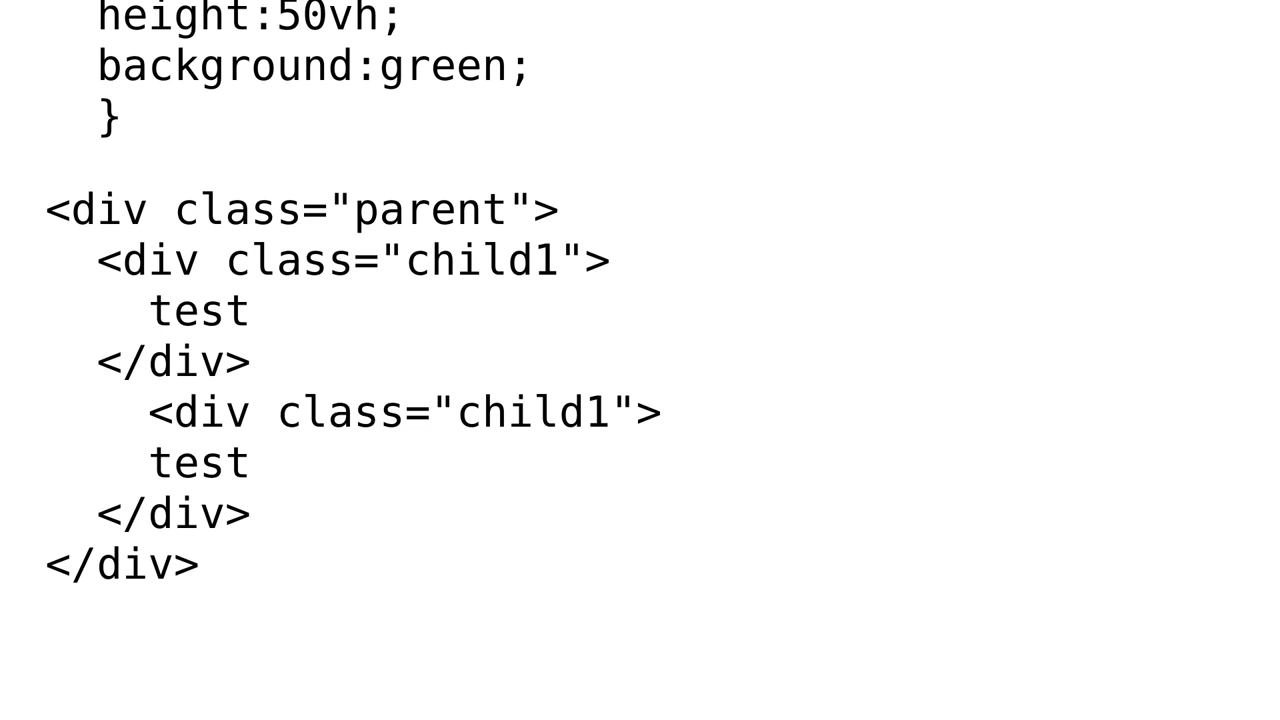 height:50vh;
background:green;
}
<div class="parent">
<div class="child1">
test
</div>
<div class="child1">
test
</div>
</div>